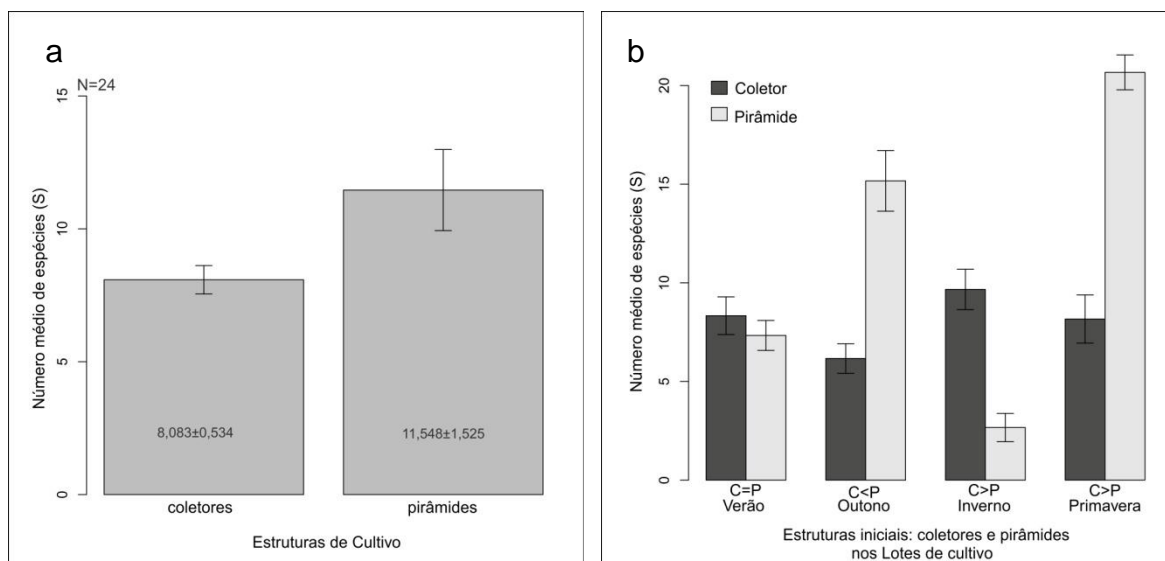 a
N=24
15
10
5
0
Número médio de espécies (S)
8,083±0,534
11,548±1,525
coletores
pirâmides
Estruturas de Cultivo
b
Coletor
Pirâmide
20
15
10
5
0
Número médio de espécies (S)
C=P
C<P
C>P
C>P
Verão
Outono
Inverno
Primavera
Estruturas iniciais: coletores e pirâmides
nos Lotes de cultivo